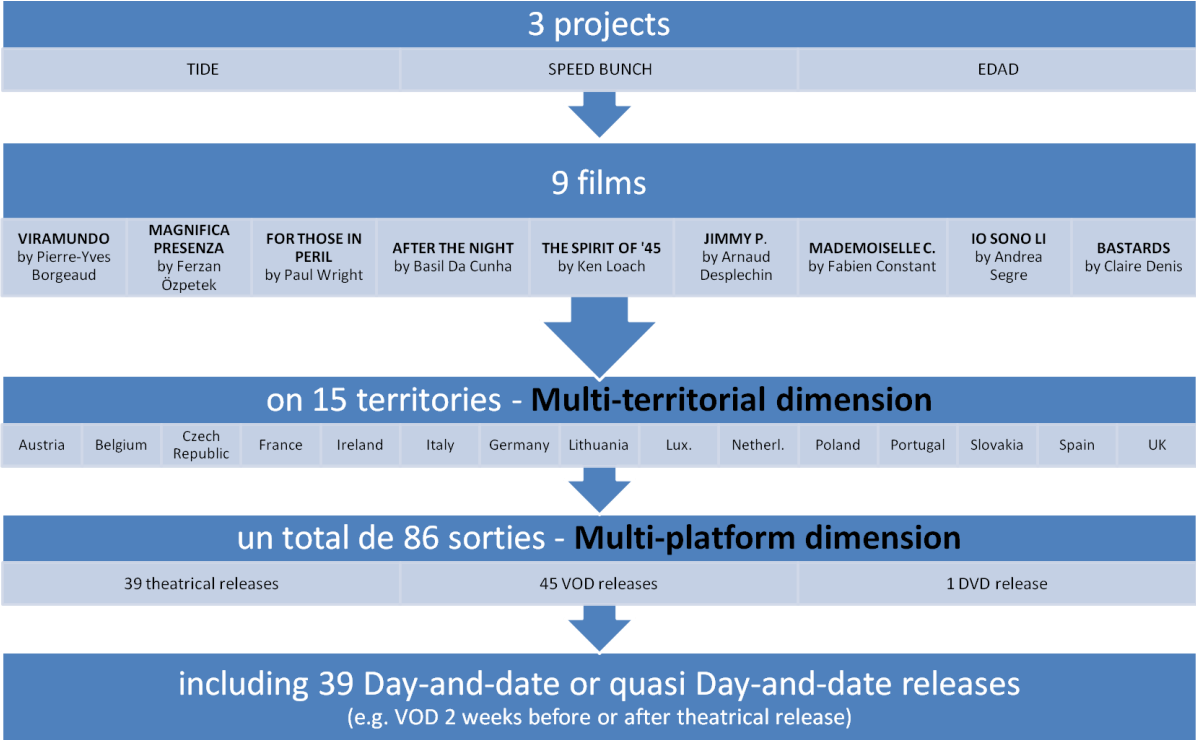 3 projects
TIDE
SPEED BUNCH
EDAD
9 films
VIRAMUNDO
by Pierre-Yves
Borgeaud
MAGNIFICA
PRESENZA
by Ferzan
Özpetek
FOR THOSE IN
PERIL
by Paul Wright
AFTER THE NIGHT
by Basil Da Cunha
THE SPIRIT OF '45
by Ken Loach
JIMMY P.
by Arnaud
Desplechin
MADEMOISELLE C.
by Fabien Constant
IO SONO LI
by Andrea
Segre
BASTARDS
by Claire Denis
on 15 territories - Multi-territorial dimension
Austria
Belgium
Czech
Republic
France
Ireland
Italy
Germany
Lithuania
Lux.
Netherl.
Poland
Portugal
Slovakia
Spain
UK
un total de 86 sorties - Multi-platform dimension
39 theatrical releases
45 VOD releases
1 DVD release
including 39 Day-and-date or quasi Day-and-date releases
(e.g. VOD 2 weeks before or after theatrical release)